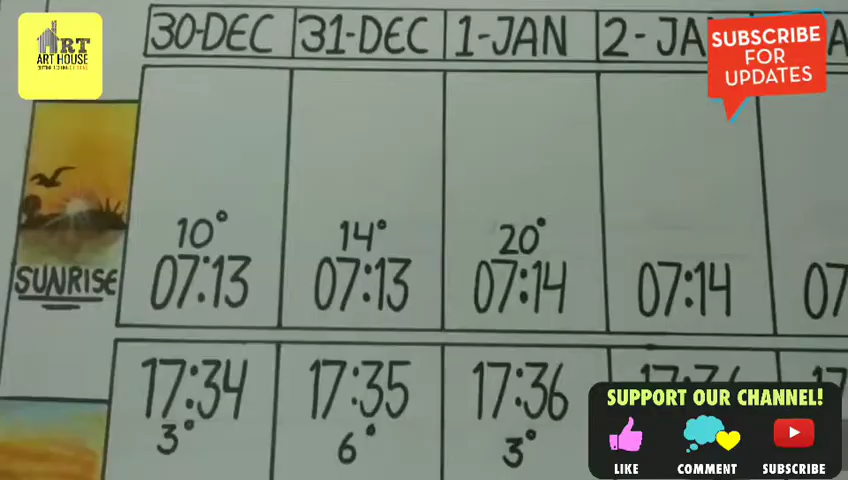 ART
ART HOUSE
30-DEC 31-DEC 1-JAN 2-JA
SUBSCRIBE
FOR
UPDATES
10° 14° 20°
SUNRISE 07:13 07:13 07:14 07:14 07
17:34 17:35 17:36
3° 6° 3°
SUPPORT OUR CHANNEL!
LIKE COMMENT SUBSCRIBE